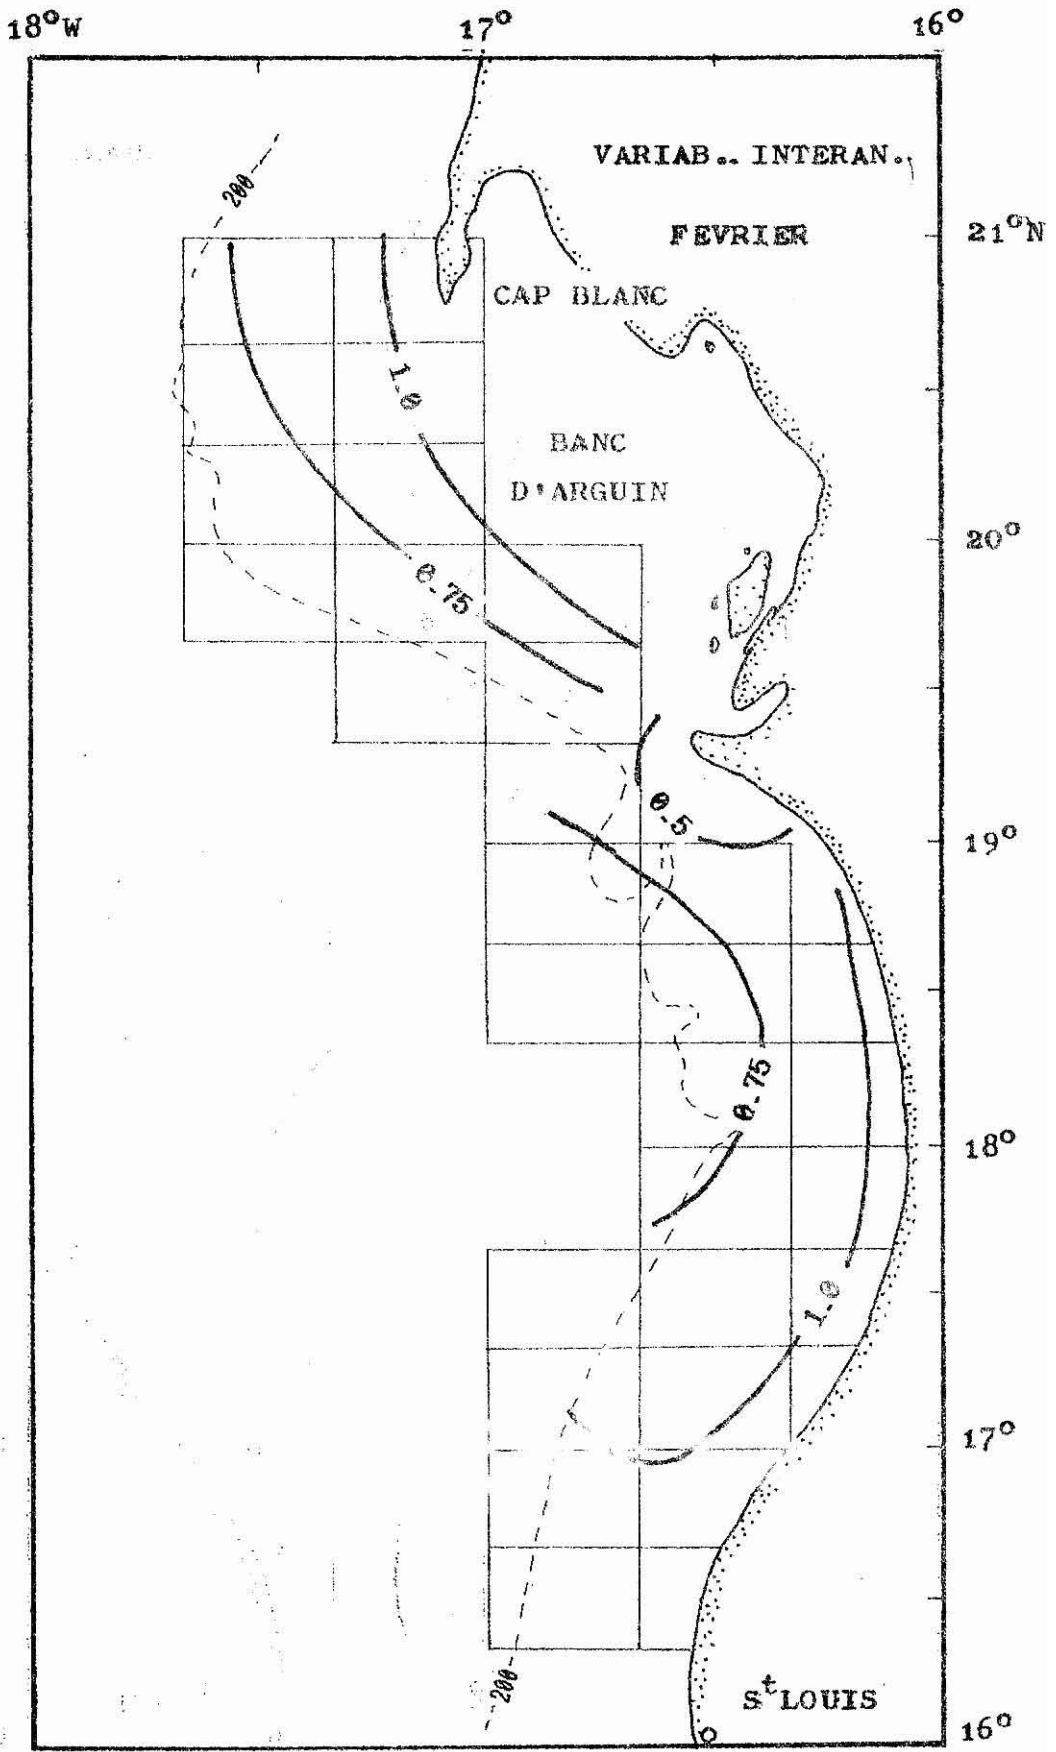 18°W 17° 16°
VARIAB.. INTERAN.
200
FEVRIER
21°N
CAP BLANC
1.0
BANC
D'ARGUIN
20°
0.75
0.5
19°
0.75
18°
1.0
17°
200
St LOUIS
16°